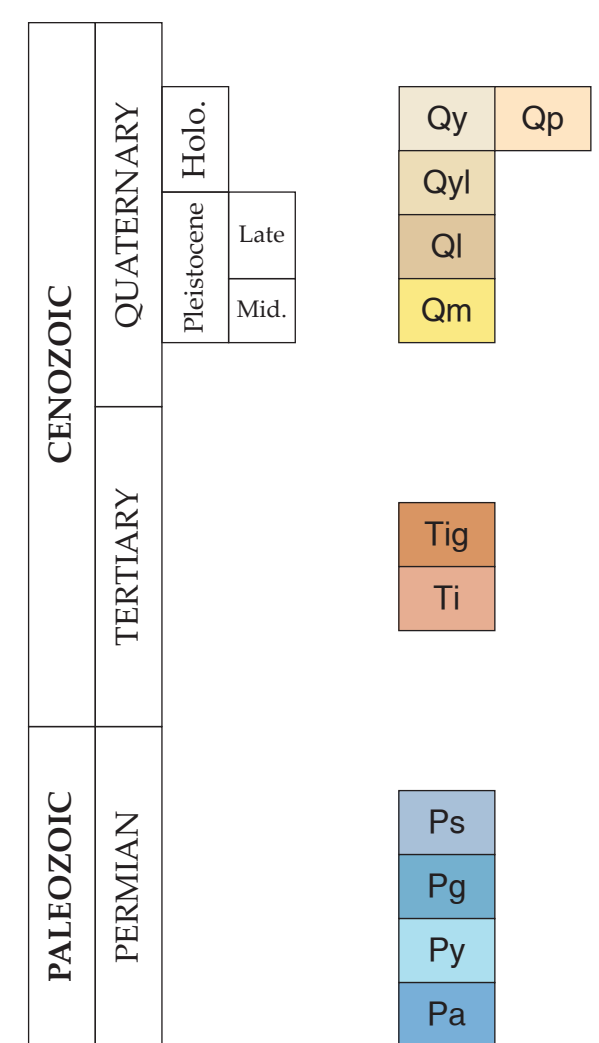 CENOZOIC
QUATERNARY
Holo.
Pleistocene
Late
Mid.
Qy Qp
Qyl
Ql
Qm
TERTIARY
Tig
Ti
PALEOZOIC
PERMIAN
Ps
Pg
Py
Pa